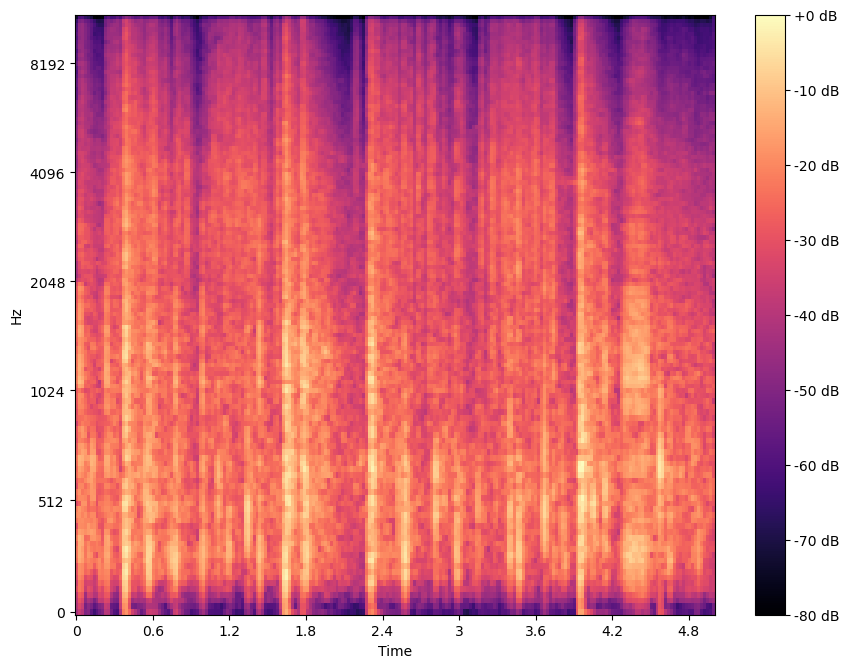 +0 dB
8192
-10 dB
4096
-20 dB
-30 dB
2048
-40 dB
Hz
1024
-50 dB
-60 dB
512
-70 dB
0
-80 dB
0 0.6 1.2 1.8 2.4 3 3.6 4.2 4.8
Time